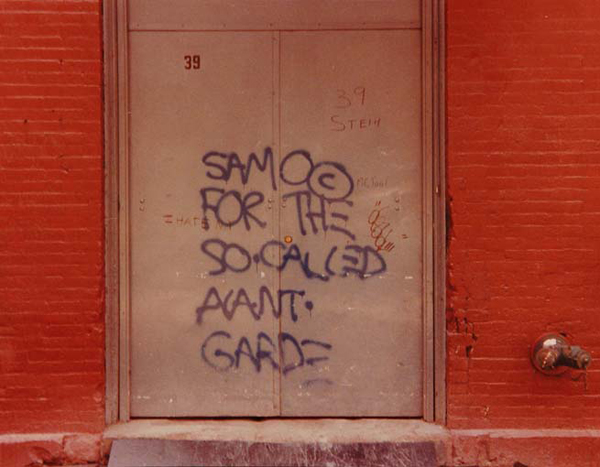 39
39
STEIN
SAMO©
FOR THE
SO·CALLED
AVANT·
GARDE